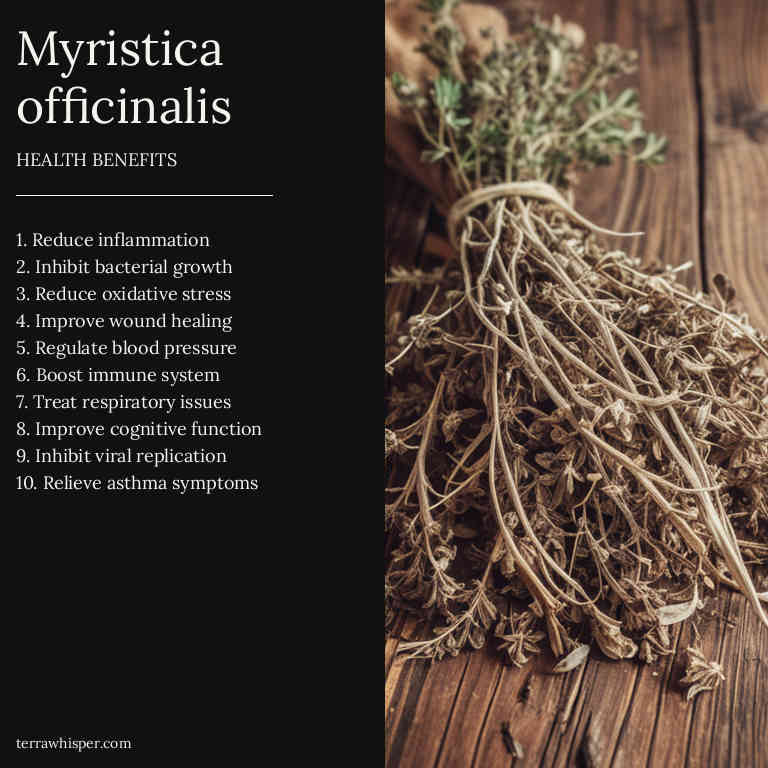 Myristica
officinalis
HEALTH BENEFITS
1. Reduce inflammation
2. Inhibit bacterial growth
3. Reduce oxidative stress
4. Improve wound healing
5. Regulate blood pressure
6. Boost immune system
7. Treat respiratory issues
8. Improve cognitive function
9. Inhibit viral replication
10. Relieve asthma symptoms
terrawhisper.com